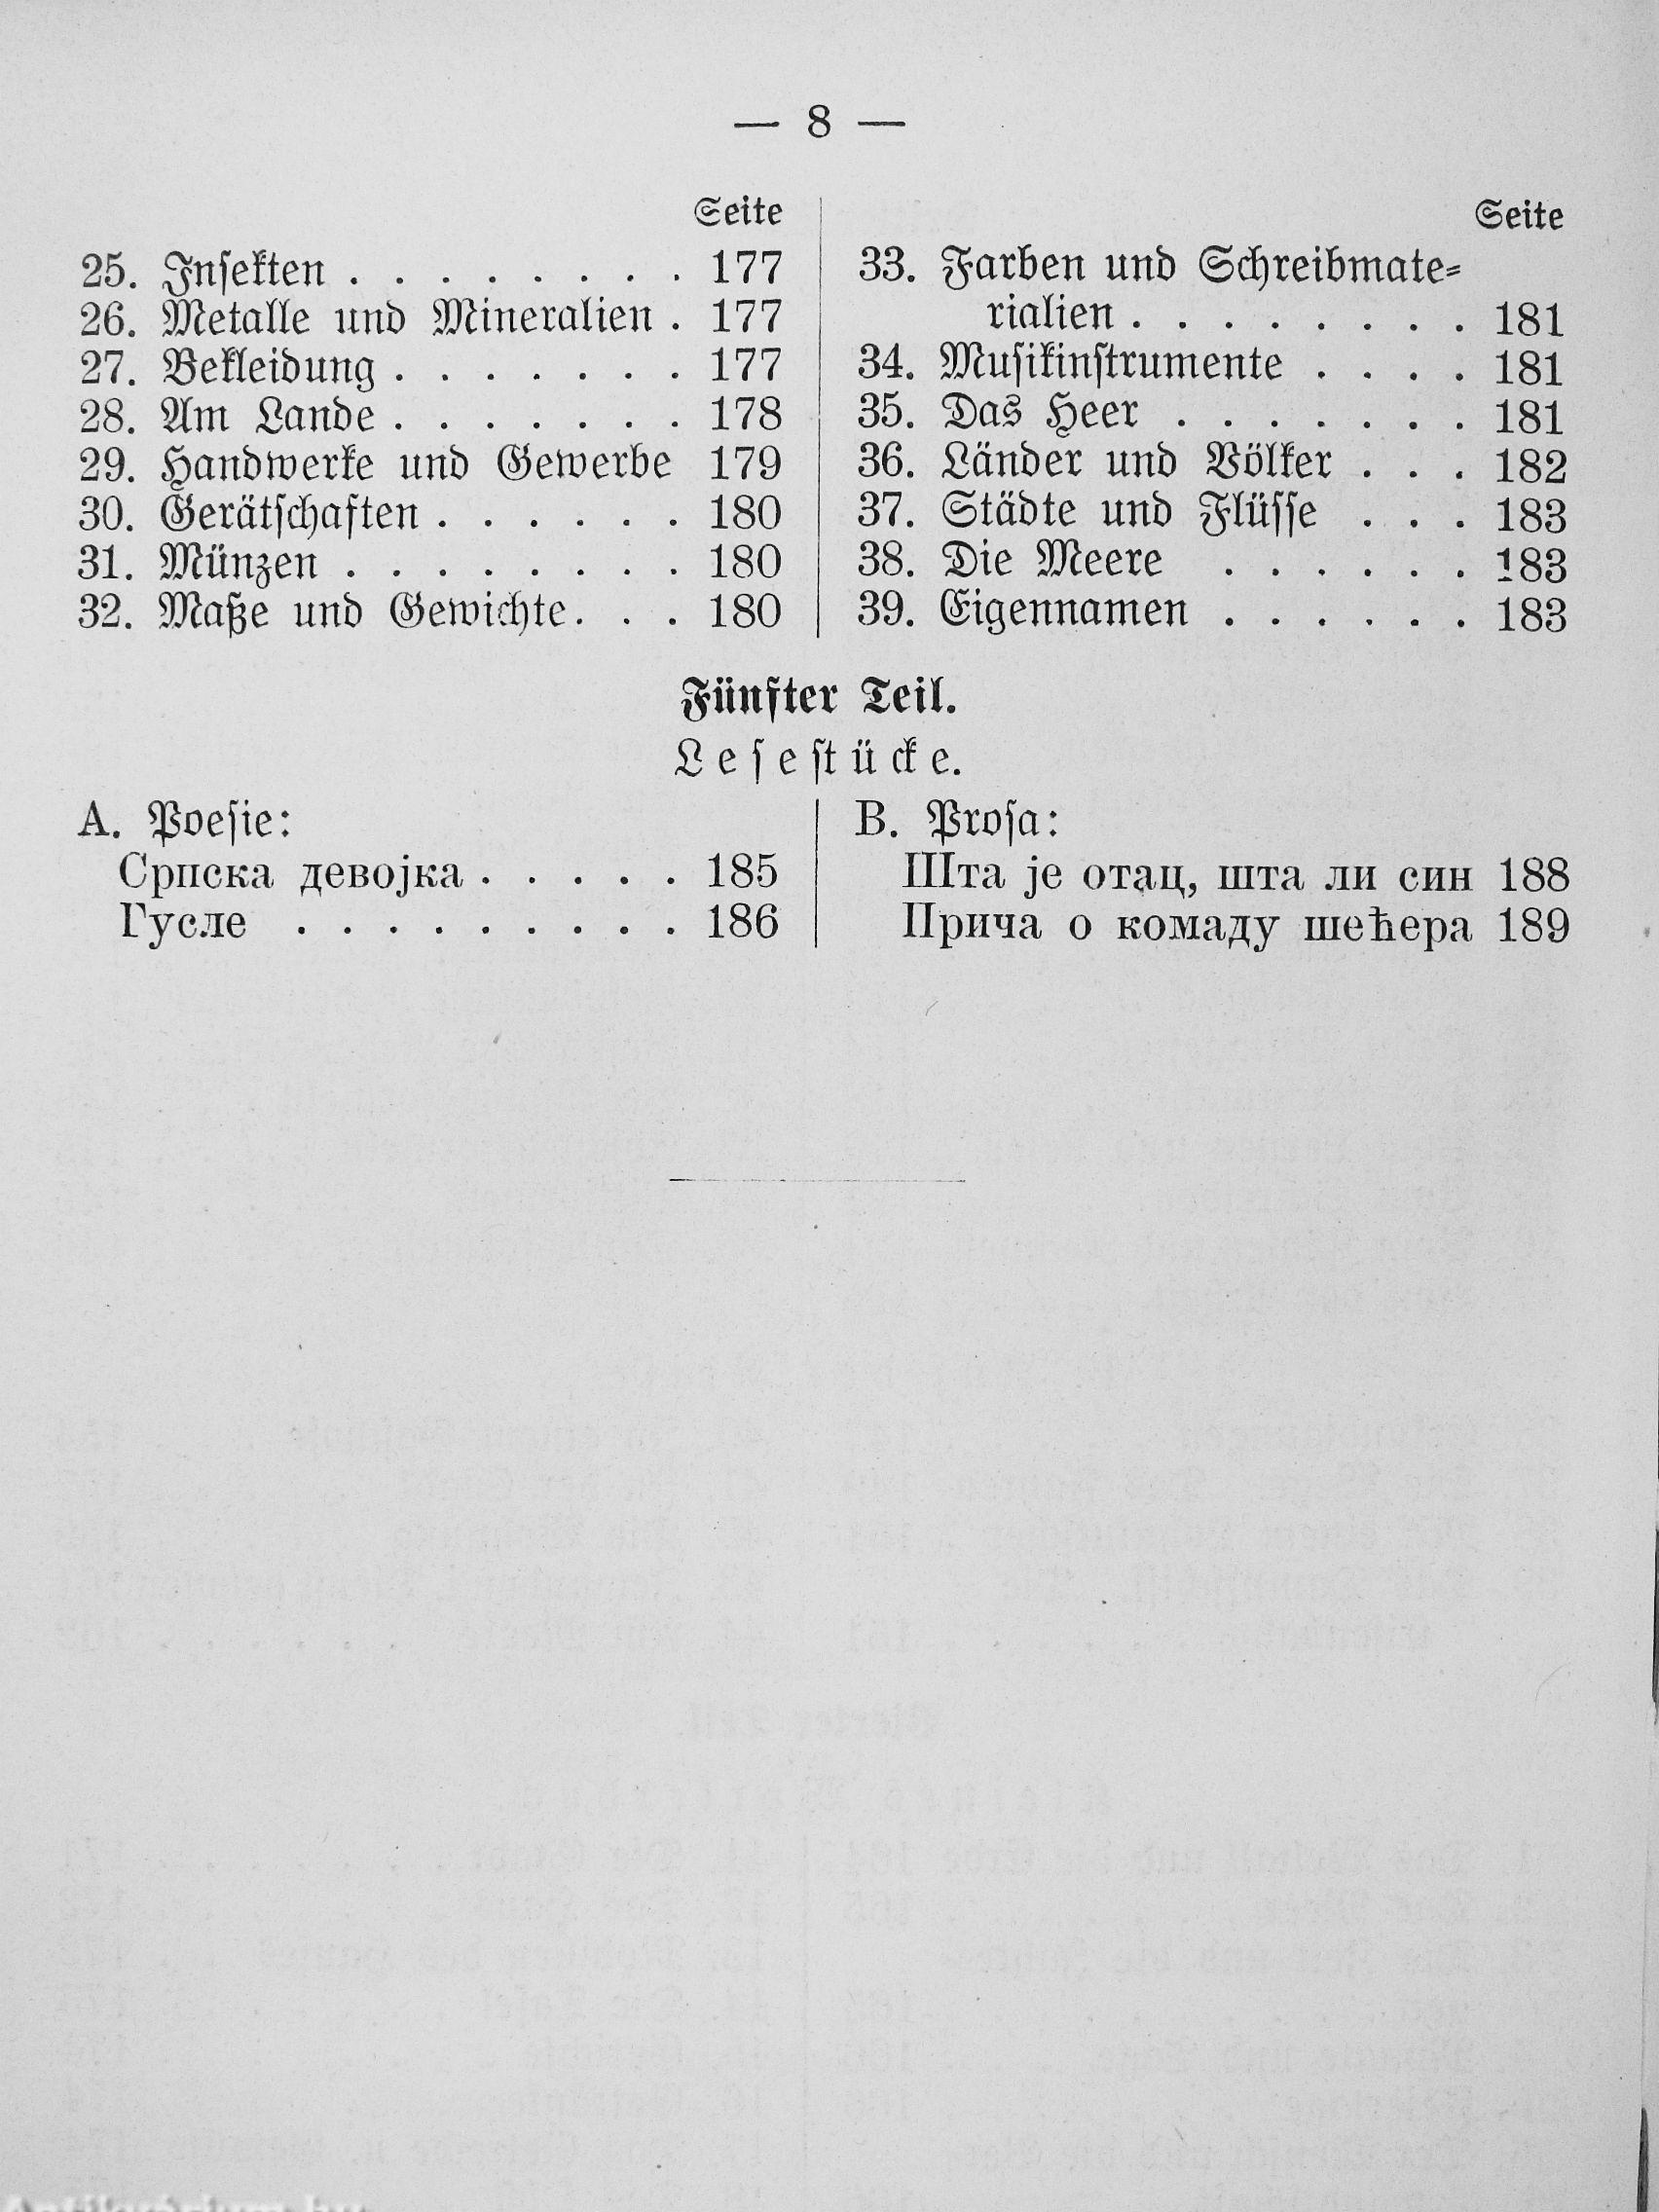 — 8 —
Seite
25. Insekten . . . . . . . . 177
26. Metalle und Mineralien . 177
27. Bekleidung . . . . . . . 177
28. Am Lande . . . . . . . 178
29. Handwerke und Gewerbe 179
30. Gerätschaften . . . . . . 180
31. Münzen . . . . . . . . 180
32. Maße und Gewichte. . . 180
Seite
33. Farben und Schreibmate-
rialien . . . . . . . . 181
34. Musikinstrumente . . . . 181
35. Das Heer . . . . . . . 181
36. Länder und Völker . . . 182
37. Städte und Flüsse . . . 183
38. Die Meere . . . . . . 183
39. Eigennamen . . . . . . 183
Fünfter Teil.
Lesestücke.
A. Poesie:
Српска девојка . . . . . 185
Гусле . . . . . . . . . 186
B. Prosa:
Шта је отац, шта ли син 188
Прича о комаду шећера 189